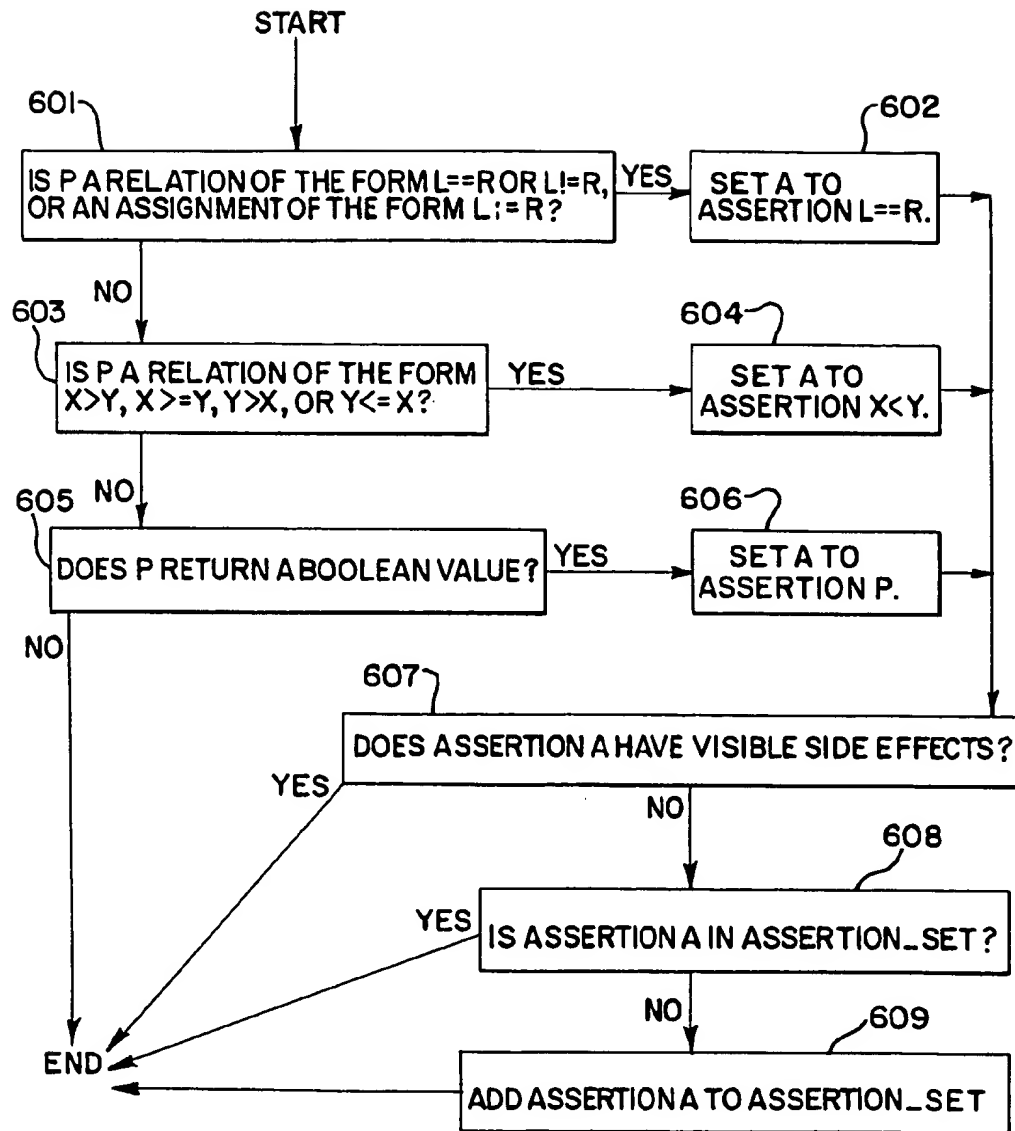 START
601
IS P A RELATION OF THE FORM L==R OR L!=R,
OR AN ASSIGNMENT OF THE FORM L:=R?
YES
602
SET A TO
ASSERTION L==R.
NO
603
IS P A RELATION OF THE FORM
X>Y, X>=Y, Y>X, OR Y<=X?
YES
604
SET A TO
ASSERTION X<Y.
NO
605
DOES P RETURN A BOOLEAN VALUE?
YES
606
SET A TO
ASSERTION P.
NO
607
DOES ASSERTION A HAVE VISIBLE SIDE EFFECTS?
YES
NO
608
IS ASSERTION A IN ASSERTION_SET?
YES
NO
609
ADD ASSERTION A TO ASSERTION_SET
END